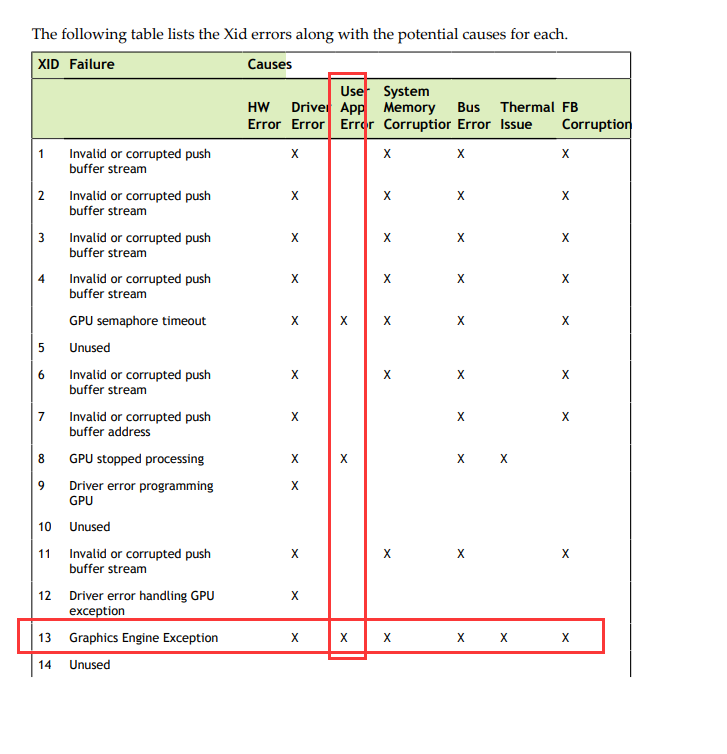 The following table lists the Xid errors along with the potential causes for each.
XID Failure Causes
User System
HW Driver App Memory Bus Thermal FB
Error Error Error Corruption Error Issue Corruption
1 Invalid or corrupted push X X X X
buffer stream
2 Invalid or corrupted push X X X X
buffer stream
3 Invalid or corrupted push X X X X
buffer stream
4 Invalid or corrupted push X X X X
buffer stream
GPU semaphore timeout X X X X X
5 Unused
6 Invalid or corrupted push X X X X
buffer stream
7 Invalid or corrupted push X X X
buffer address
8 GPU stopped processing X X X X
9 Driver error programming X
GPU
10 Unused
11 Invalid or corrupted push X X X X
buffer stream
12 Driver error handling GPU X
exception
13 Graphics Engine Exception X X X X X X
14 Unused